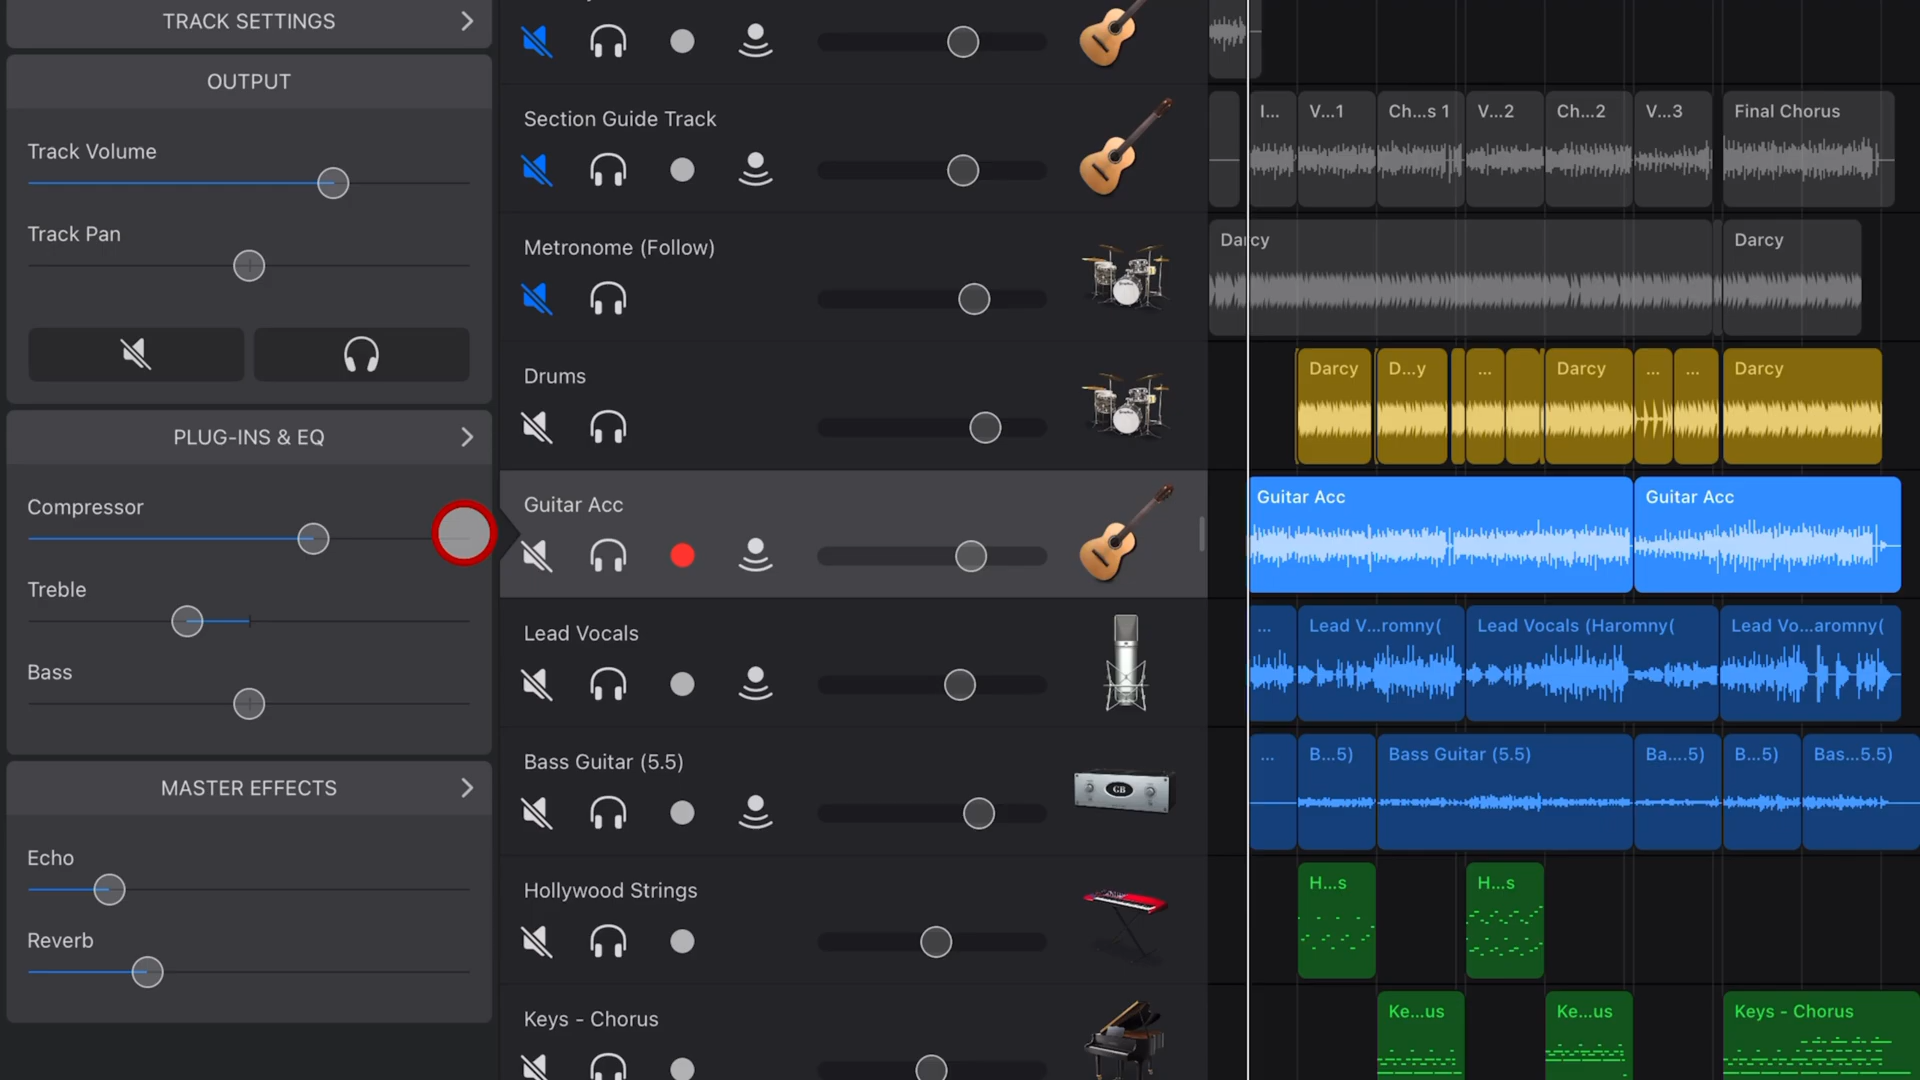 TRACK SETTINGS
OUTPUT
Track Volume
Track Pan
PLUG-INS & EQ
Compressor
Treble
Bass
MASTER EFFECTS
Echo
Reverb
Section Guide Track
I... V...1 Ch...s 1 V...2 Ch...2 V...3 Final Chorus
Metronome (Follow)
Darcy Darcy
Drums
Darcy D...y ... Darcy ... ... Darcy
Guitar Acc
Guitar Acc Guitar Acc
Lead Vocals
... Lead V...romny( Lead Vocals (Haromny( Lead Vo...aromny(
Bass Guitar (5.5)
GB
... B...5) Bass Guitar (5.5) Ba....5) B...5) Bas...5.5)
Hollywood Strings
H...s H...s
Keys - Chorus
Ke...us Ke...us Keys - Chorus